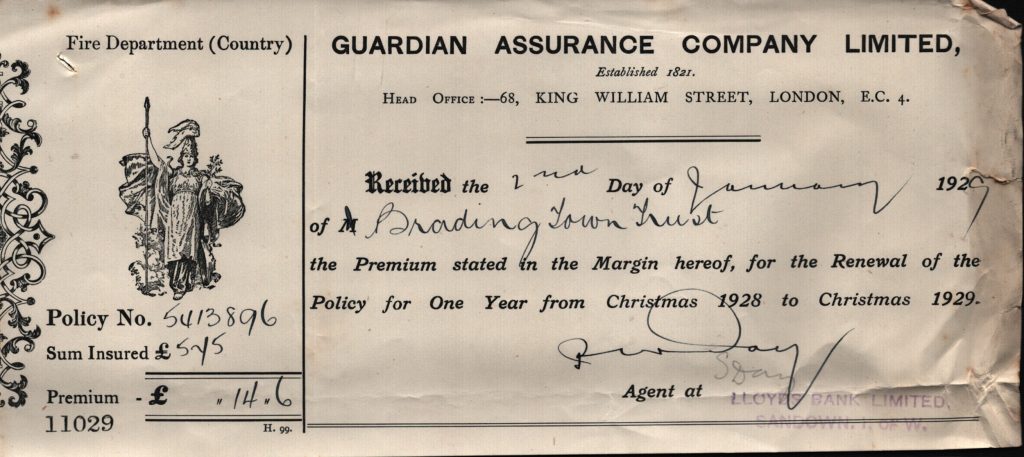 Fire Department (Country)
Policy No. 5413896
Sum Insured £ 545
Premium - £ " 14 " 6
11029
H. 99.
GUARDIAN ASSURANCE COMPANY LIMITED,
Established 1821.
HEAD OFFICE :—68, KING WILLIAM STREET, LONDON, E.C. 4.
Received the 2nd Day of January 1929
of M Brading Town Trust
the Premium stated in the Margin hereof, for the Renewal of the
Policy for One Year from Christmas 1928 to Christmas 1929.
Agent at LLOYDS BANK LIMITED,
SANDOWN. I. OF W.